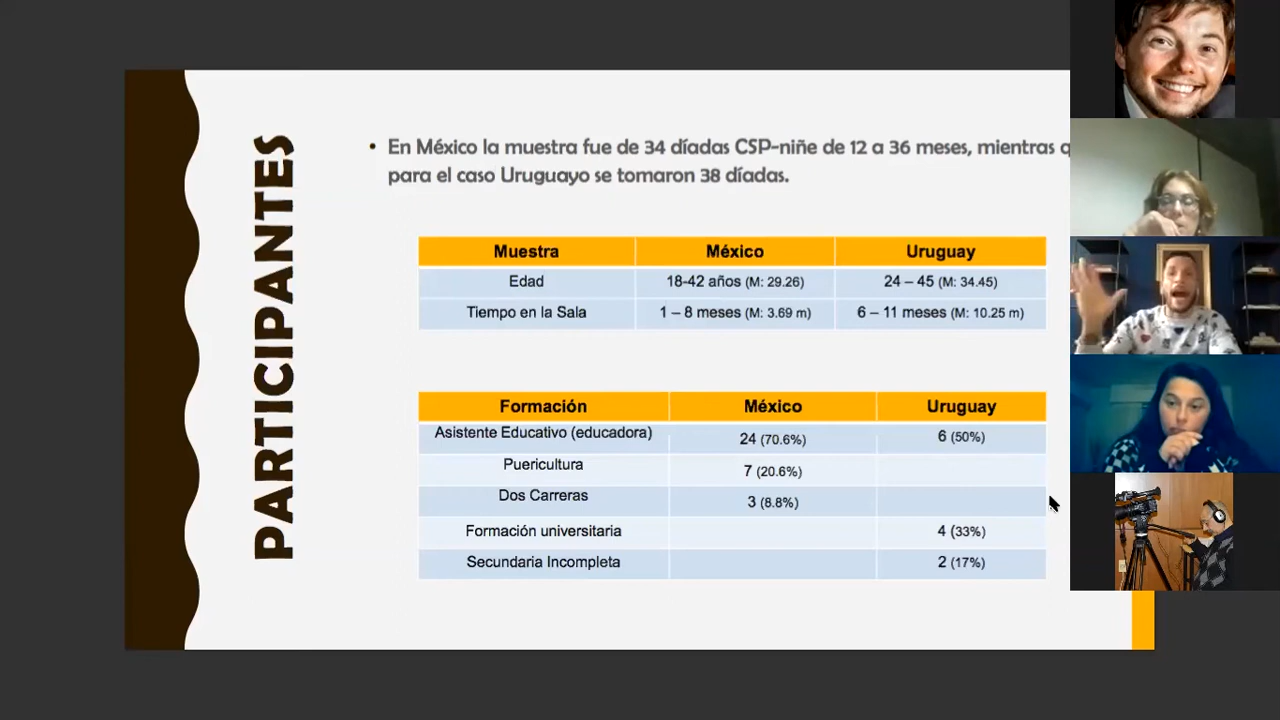 PARTICIPANTES
• En México la muestra fue de 34 díadas CSP-niñe de 12 a 36 meses, mientras
para el caso Uruguayo se tomaron 38 díadas.
Muestra México Uruguay
Edad 18-42 años (M: 29.26) 24 – 45 (M: 34.45)
Tiempo en la Sala 1 – 8 meses (M: 3.69 m) 6 – 11 meses (M: 10.25 m)
Formación México Uruguay
Asistente Educativo (educadora) 24 (70.6%) 6 (50%)
Puericultura 7 (20.6%)
Dos Carreras 3 (8.8%)
Formación universitaria 4 (33%)
Secundaria Incompleta 2 (17%)